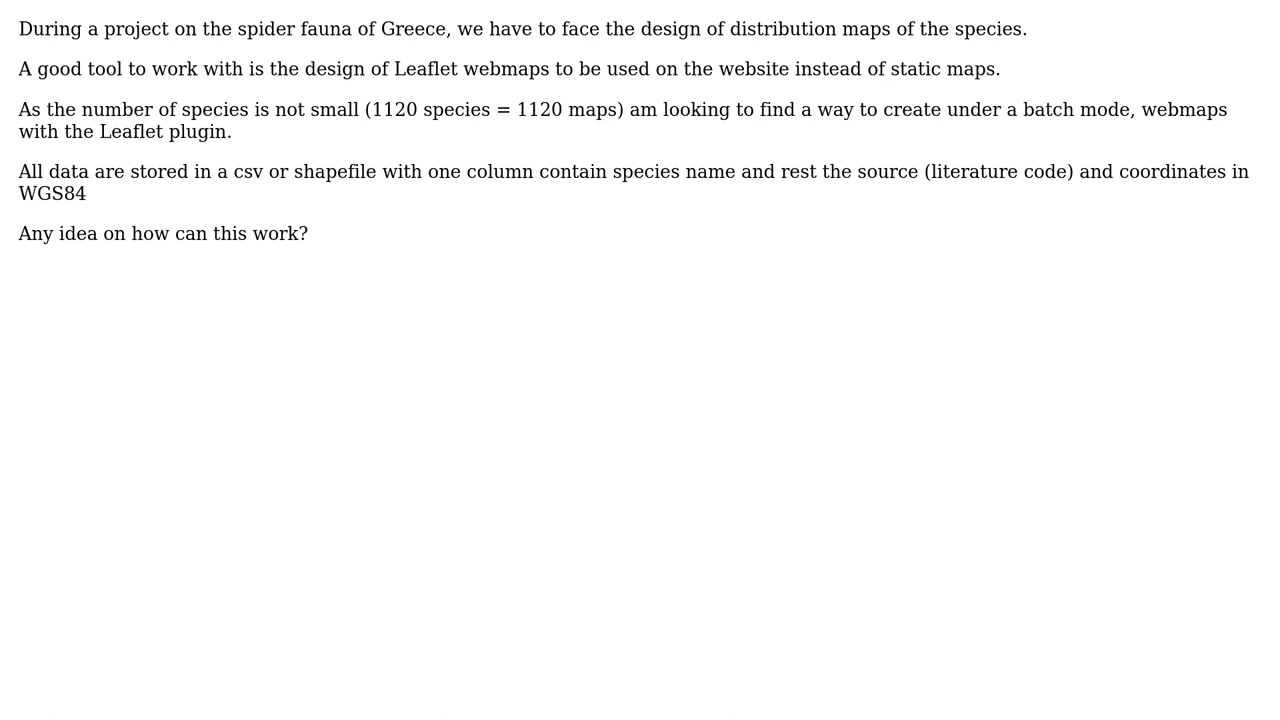 During a project on the spider fauna of Greece, we have to face the design of distribution maps of the species.
A good tool to work with is the design of Leaflet webmaps to be used on the website instead of static maps.
As the number of species is not small (1120 species = 1120 maps) am looking to find a way to create under a batch mode, webmaps
with the Leaflet plugin.
All data are stored in a csv or shapefile with one column contain species name and rest the source (literature code) and coordinates in
WGS84
Any idea on how can this work?